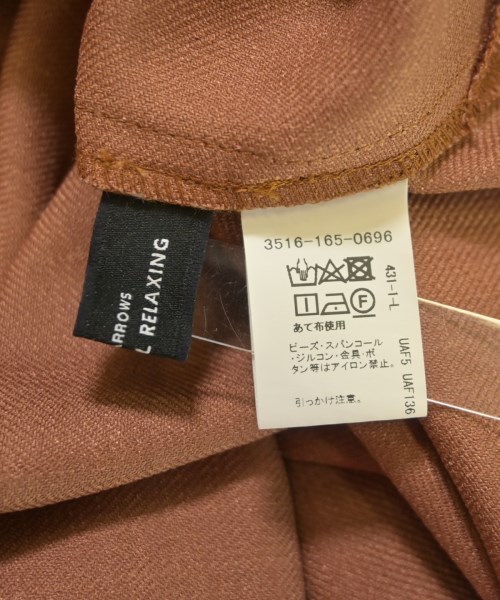 ARROWS
L RELAXING
3516-165-0696
431-1-L
F
あて布使用
ビーズ・スパンコール
・ジルコン・金具・ボ
タン等はアイロン禁止。
引っかけ注意。
UAF5 UAF136